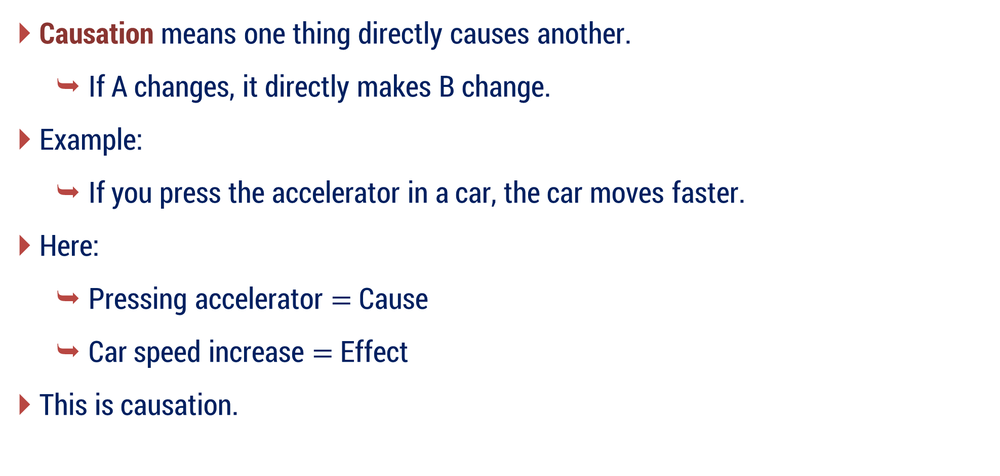 Causation means one thing directly causes another.
If A changes, it directly makes B change.
Example:
If you press the accelerator in a car, the car moves faster.
Here:
Pressing accelerator = Cause
Car speed increase = Effect
This is causation.